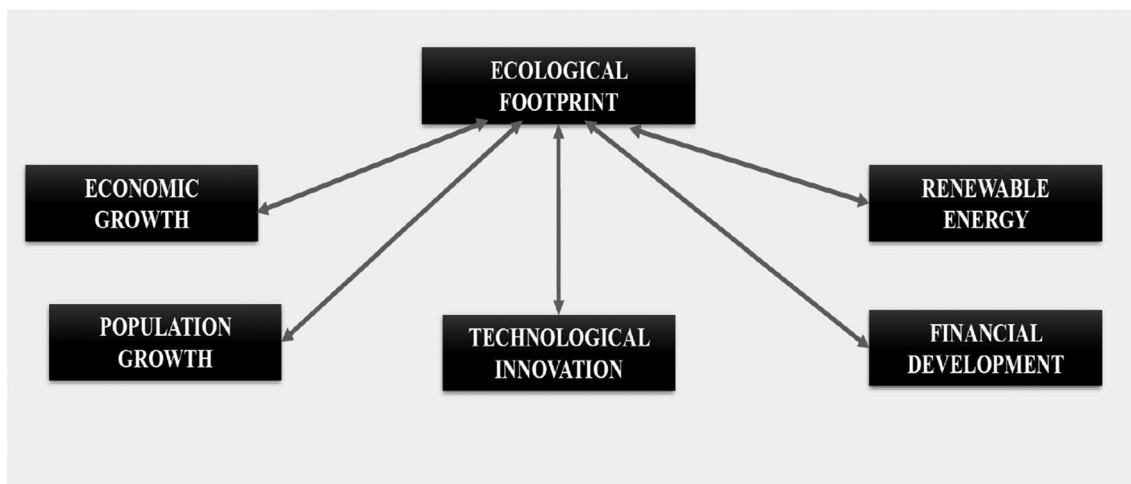 ECOLOGICAL
FOOTPRINT
ECONOMIC
GROWTH
RENEWABLE
ENERGY
POPULATION
GROWTH
TECHNOLOGICAL
INNOVATION
FINANCIAL
DEVELOPMENT